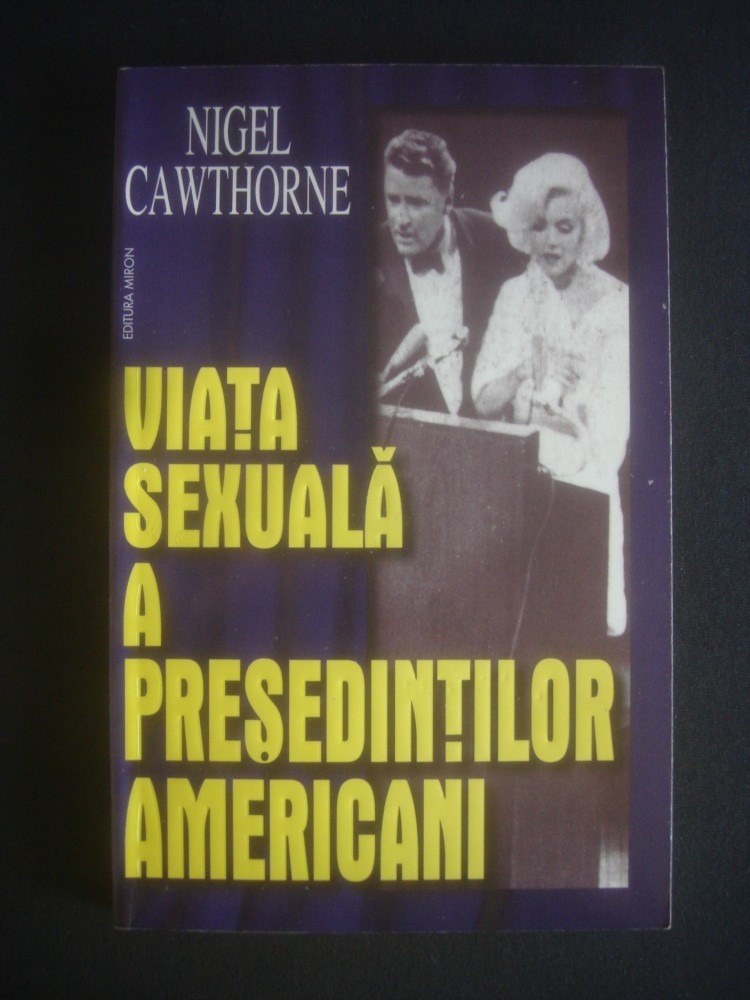 NIGEL
CAWTHORNE
EDITURA MIRON
VIAȚA
SEXUALĂ
A
PREȘEDINȚILOR
AMERICANI